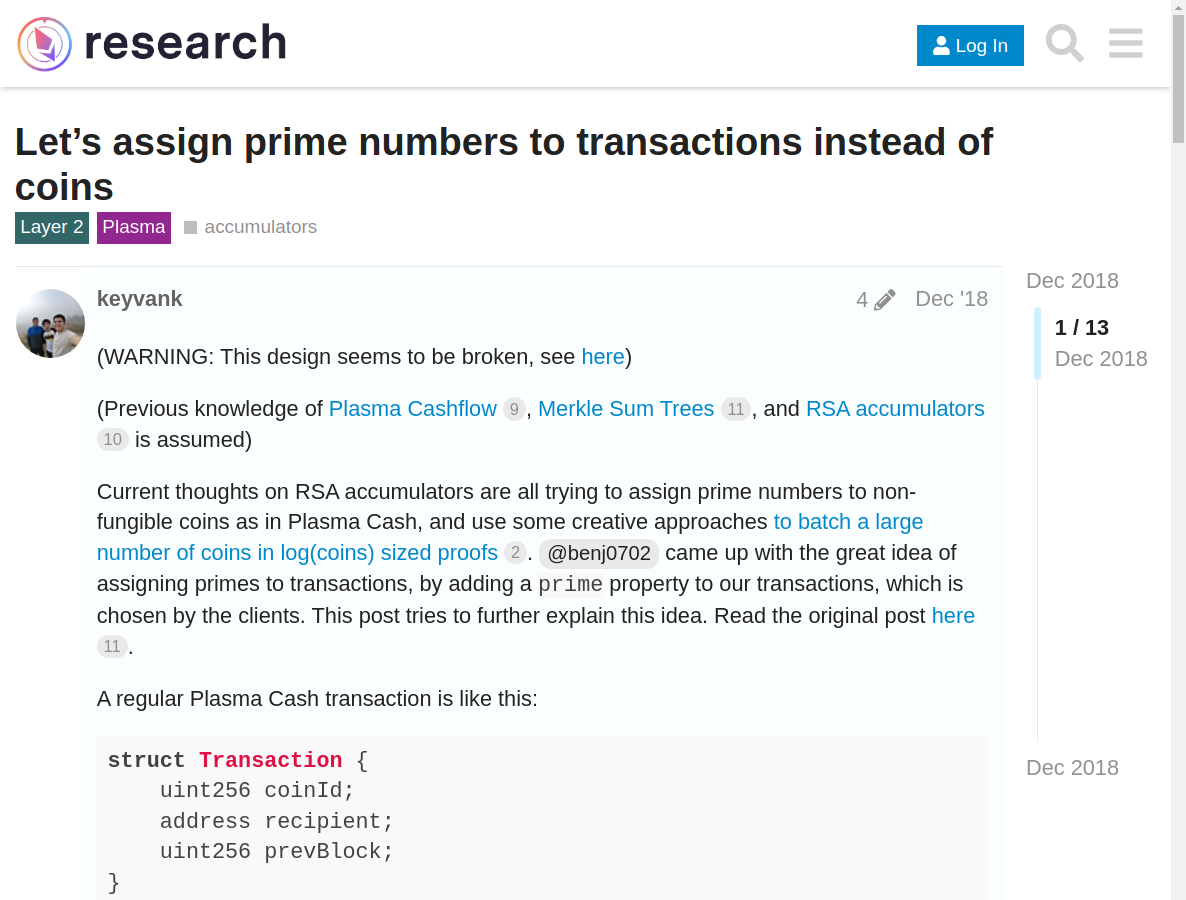 research
Log In
Let’s assign prime numbers to transactions instead of
coins
Layer 2 Plasma accumulators
keyvank 4 Dec '18
(WARNING: This design seems to be broken, see here)
(Previous knowledge of Plasma Cashflow 9 , Merkle Sum Trees 11 , and RSA accumulators
10 is assumed)
Current thoughts on RSA accumulators are all trying to assign prime numbers to non-
fungible coins as in Plasma Cash, and use some creative approaches to batch a large
number of coins in log(coins) sized proofs 2 . @benj0702 came up with the great idea of
assigning primes to transactions, by adding a prime property to our transactions, which is
chosen by the clients. This post tries to further explain this idea. Read the original post here
11 .
A regular Plasma Cash transaction is like this:
struct Transaction {
    uint256 coinId;
    address recipient;
    uint256 prevBlock;
}
Dec 2018
1 / 13
Dec 2018
Dec 2018